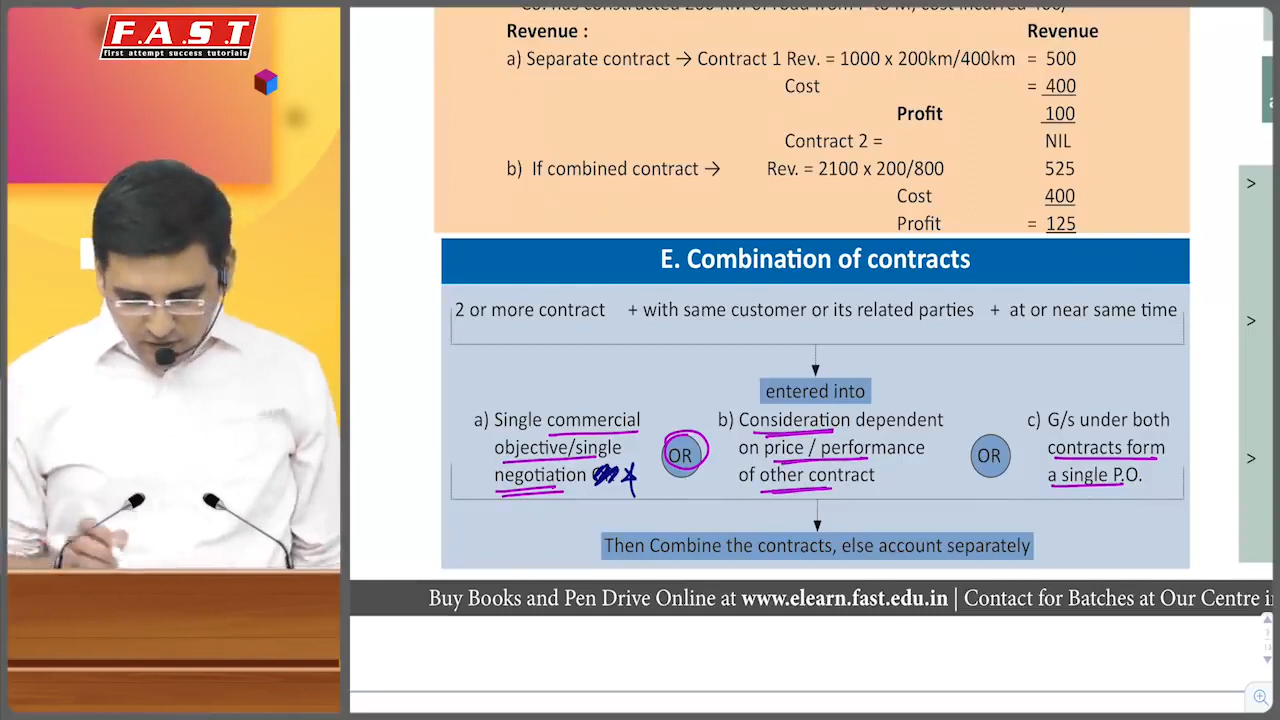 F.A.S.T
first attempt success tutorials
Revenue :
Revenue
a) Separate contract → Contract 1 Rev. = 1000 x 200km/400km = 500
Cost = 400
Profit 100
Contract 2 = NIL
b) If combined contract → Rev. = 2100 x 200/800 525
Cost 400
Profit = 125
E. Combination of contracts
2 or more contract + with same customer or its related parties + at or near same time
entered into
a) Single commercial
objective/single
negotiation
OR
b) Consideration dependent
on price / performance
of other contract
OR
c) G/s under both
contracts form
a single P.O.
Then Combine the contracts, else account separately
Buy Books and Pen Drive Online at www.elearn.fast.edu.in | Contact for Batches at Our Centre